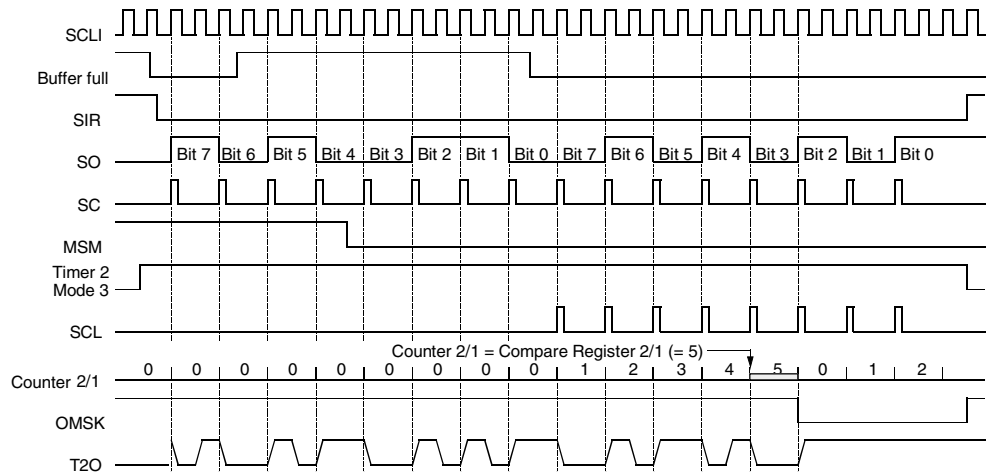 SCLI
Buffer full
SIR
SO Bit 7 Bit 6 Bit 5 Bit 4 Bit 3 Bit 2 Bit 1 Bit 0 Bit 7 Bit 6 Bit 5 Bit 4 Bit 3 Bit 2 Bit 1 Bit 0
SC
MSM
Timer 2
Mode 3
SCL
Counter 2/1 = Compare Register 2/1 (= 5)
Counter 2/1 0 0 0 0 0 0 0 0 0 1 2 3 4 5 0 1 2
OMSK
T2O